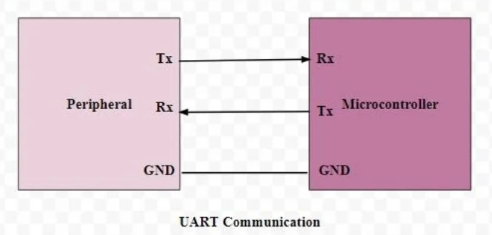 Tx
Rx
Peripheral
Rx
Tx
Microcontroller
GND
GND
UART Communication